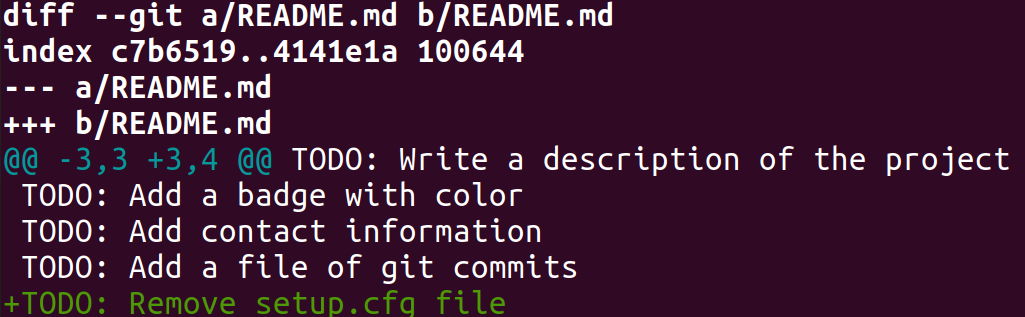 diff --git a/README.md b/README.md
index c7b6519..4141e1a 100644
--- a/README.md
+++ b/README.md
@@ -3,3 +3,4 @@ TODO: Write a description of the project
 TODO: Add a badge with color
 TODO: Add contact information
 TODO: Add a file of git commits
+TODO: Remove setup.cfg file